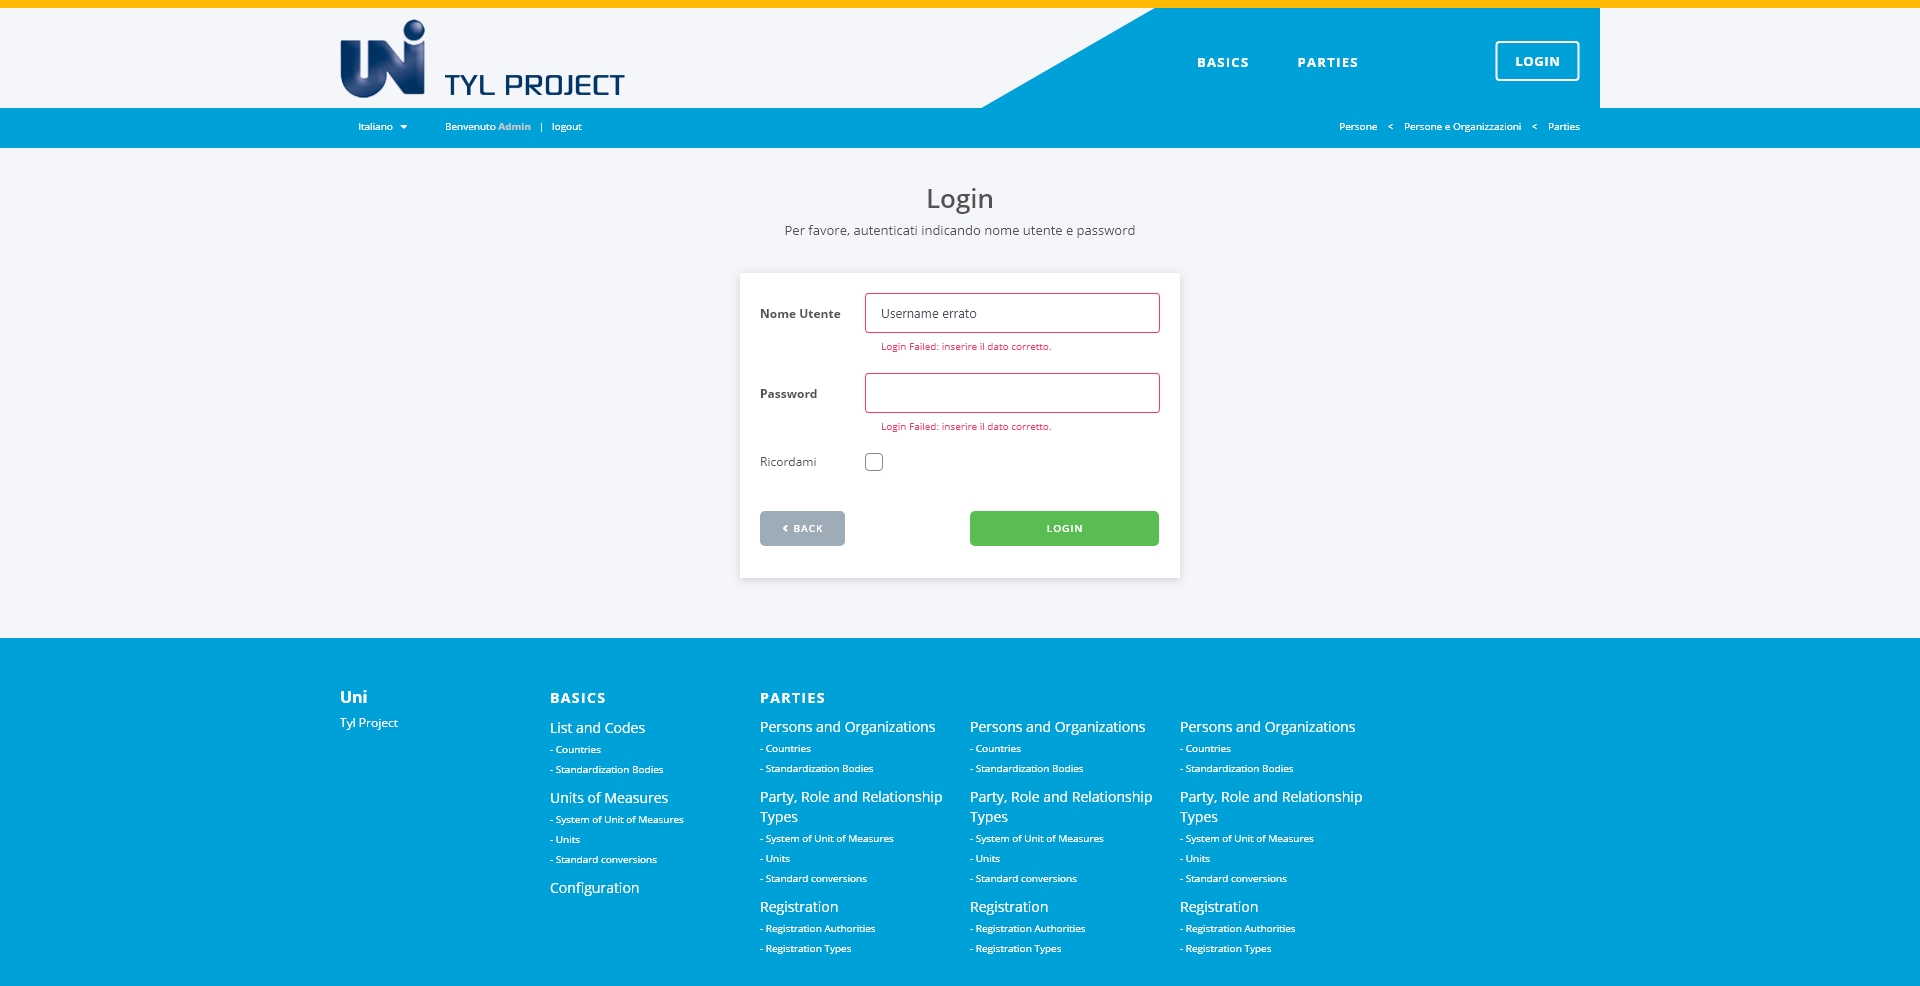 UNI TYL PROJECT
BASICS PARTIES LOGIN
Italiano Benvenuto Admin | logout Persone < Persone e Organizzazioni < Parties
Login
Per favore, autenticati indicando nome utente e password
Nome Utente Username errato
Login Failed: inserire il dato corretto.
Password
Login Failed: inserire il dato corretto.
Ricordami
BACK LOGIN
Uni
Tyl Project
BASICS
List and Codes
- Countries
- Standardization Bodies
Units of Measures
- System of Unit of Measures
- Units
- Standard conversions
Configuration
PARTIES
Persons and Organizations
- Countries
- Standardization Bodies
Party, Role and Relationship
Types
- System of Unit of Measures
- Units
- Standard conversions
Registration
- Registration Authorities
- Registration Types
Persons and Organizations
- Countries
- Standardization Bodies
Party, Role and Relationship
Types
- System of Unit of Measures
- Units
- Standard conversions
Registration
- Registration Authorities
- Registration Types
Persons and Organizations
- Countries
- Standardization Bodies
Party, Role and Relationship
Types
- System of Unit of Measures
- Units
- Standard conversions
Registration
- Registration Authorities
- Registration Types